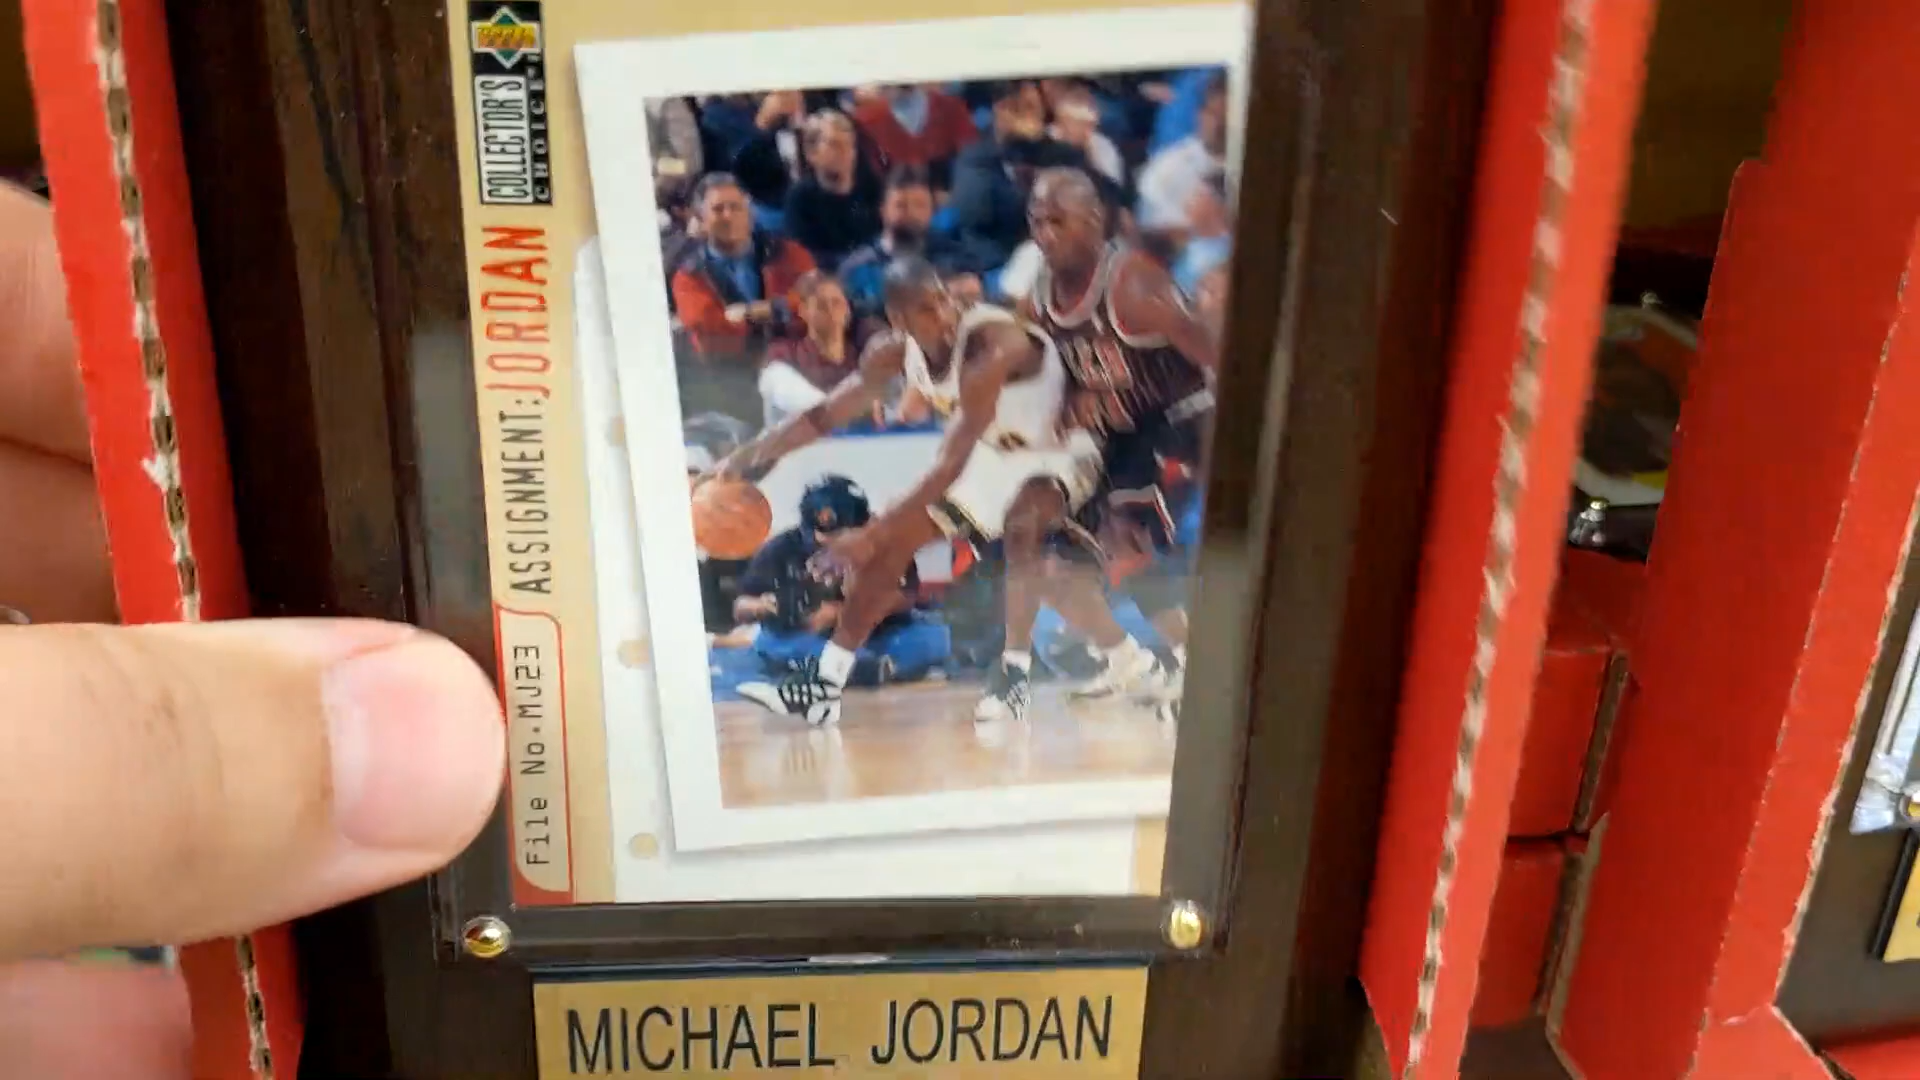 COLLECTOR'S
CHOICE
ASSIGNMENT: JORDAN
File No. MJ23
MICHAEL JORDAN